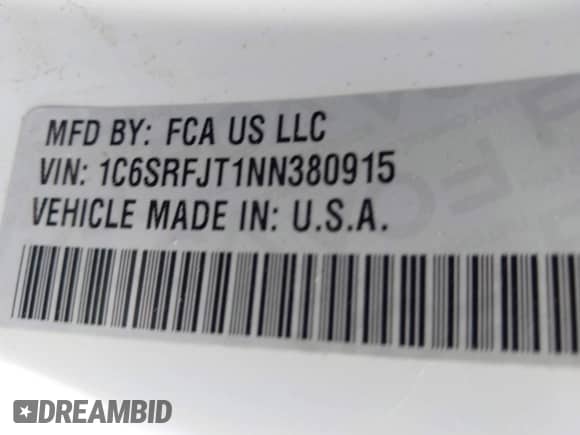 MFD BY: FCA US LLC
VIN: 1C6SRFJT1NN380915
VEHICLE MADE IN: U.S.A.
DREAMBID